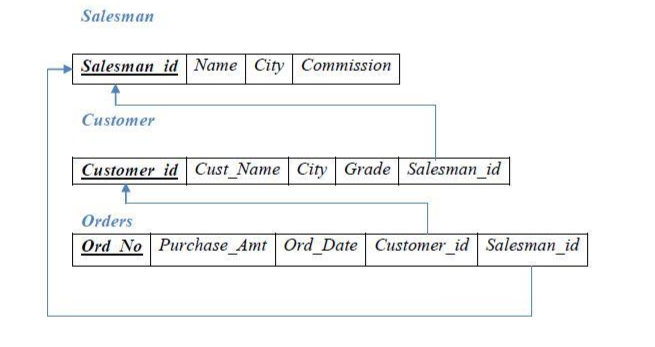 Salesman
Salesman_id Name City Commission
Customer
Customer_id Cust_Name City Grade Salesman_id
Orders
Ord_No Purchase_Amt Ord_Date Customer_id Salesman_id